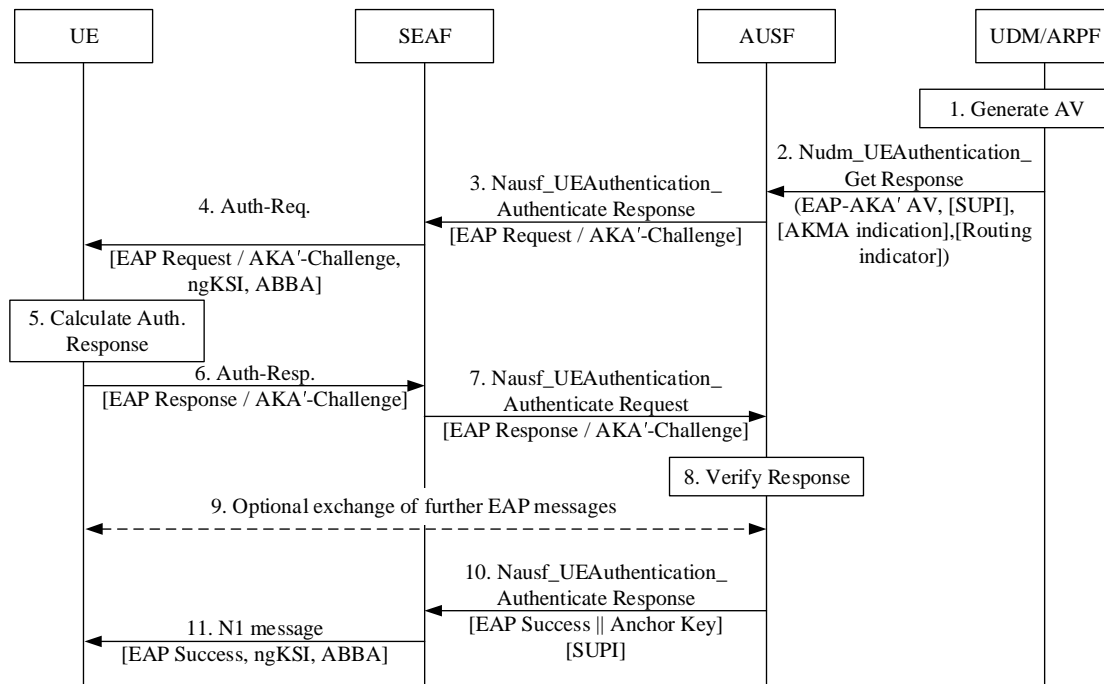 UE
SEAF
AUSF
UDM/ARPF
1. Generate AV
2. Nudm_UEAuthentication_
Get Response
(EAP-AKA′ AV, [SUPI],
[AKMA indication],[Routing
indicator])
3. Nausf_UEAuthentication_
Authenticate Response
[EAP Request / AKA′-Challenge]
4. Auth-Req.
[EAP Request / AKA′-Challenge,
ngKSI, ABBA]
5. Calculate Auth.
Response
6. Auth-Resp.
[EAP Response / AKA′-Challenge]
7. Nausf_UEAuthentication_
Authenticate Request
[EAP Response / AKA′-Challenge]
8. Verify Response
9. Optional exchange of further EAP messages
10. Nausf_UEAuthentication_
Authenticate Response
[EAP Success || Anchor Key]
[SUPI]
11. N1 message
[EAP Success, ngKSI, ABBA]